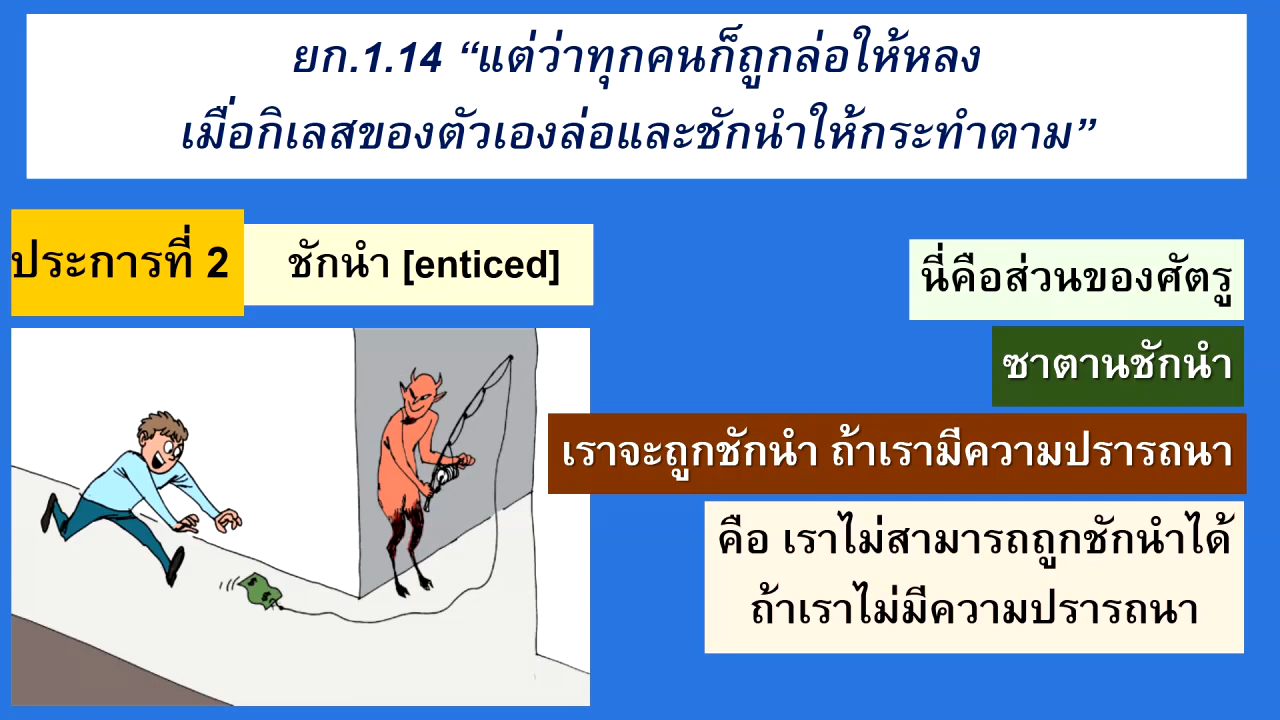 ยก.1.14 “แต่ว่าทุกคนก็ถูกล่อให้หลง
เมื่อกิเลสของตัวเองล่อและชักนำให้กระทำตาม”
ประการที่ 2
ชักนำ [enticed]
นี่คือส่วนของศัตรู
ซาตานชักนำ
เราจะถูกชักนำ ถ้าเรามีความปรารถนา
คือ เราไม่สามารถถูกชักนำได้
ถ้าเราไม่มีความปรารถนา